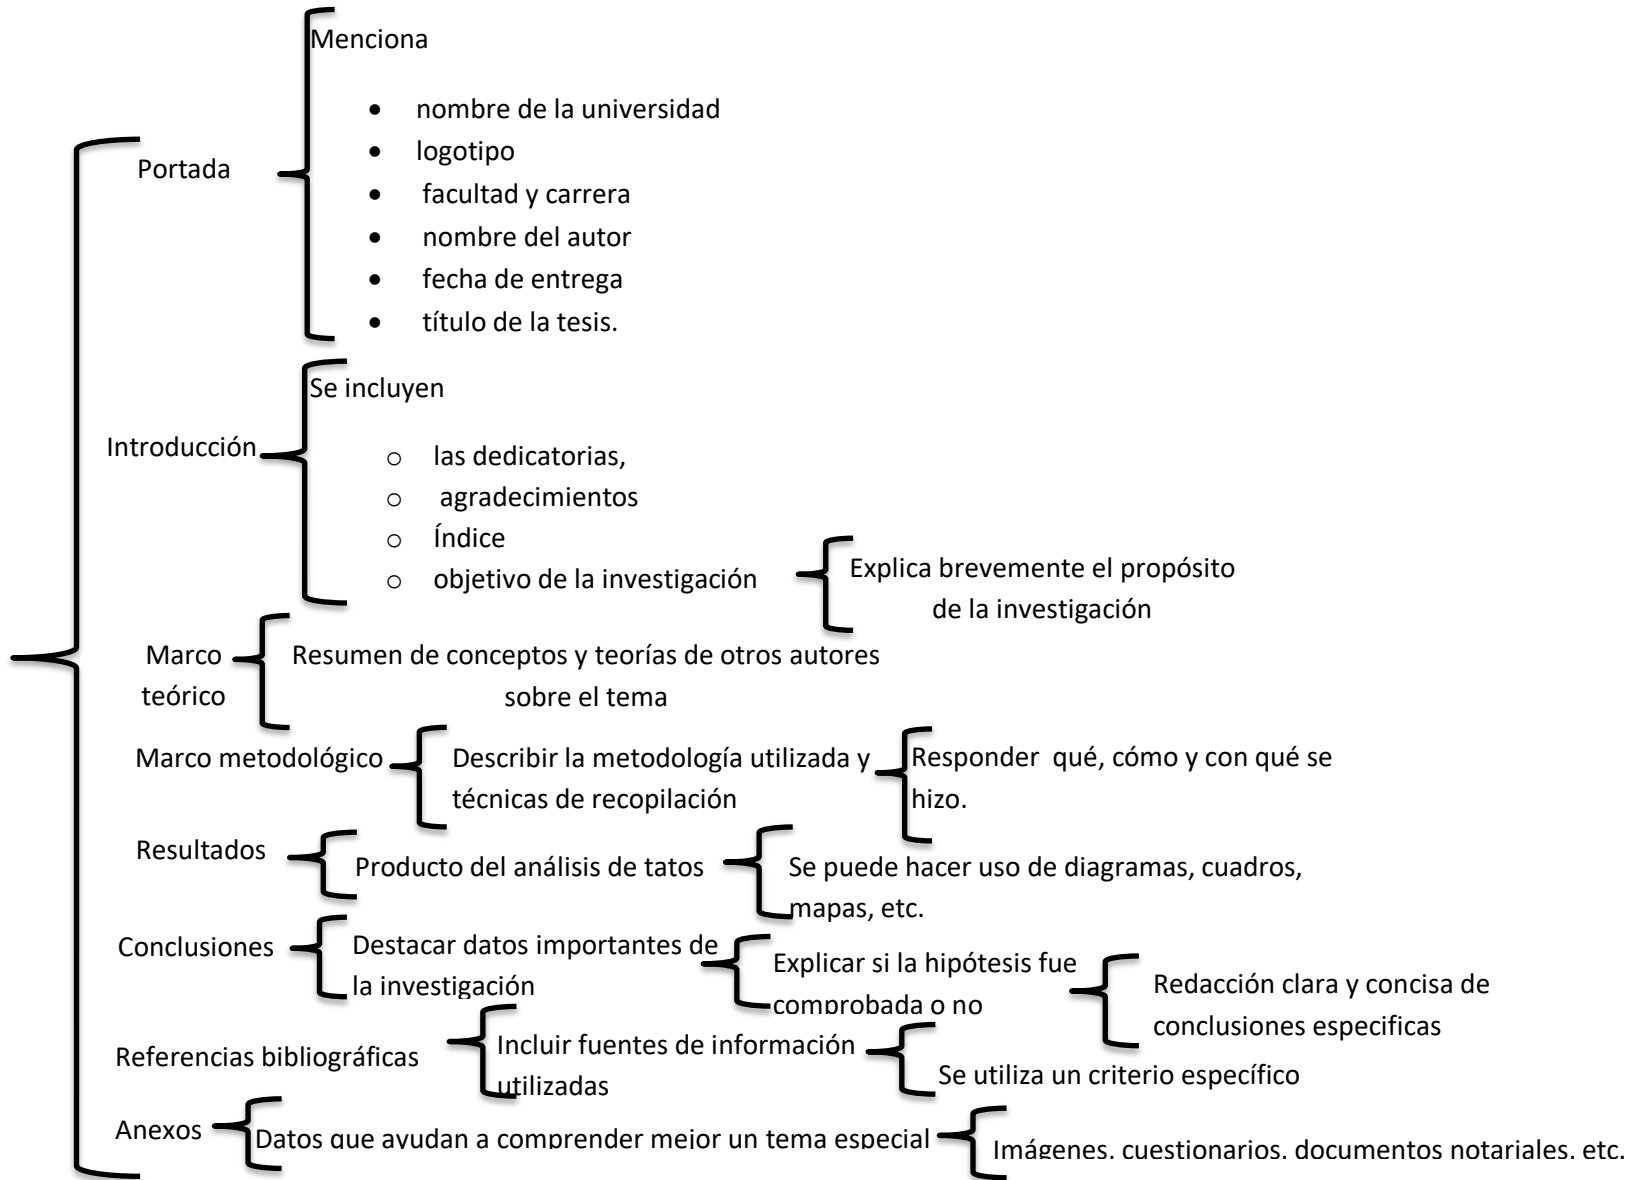 Menciona
• nombre de la universidad
• logotipo
• facultad y carrera
• nombre del autor
• fecha de entrega
• título de la tesis.
Portada
Se incluyen
Introducción
o las dedicatorias,
o agradecimientos
o Índice
o objetivo de la investigación
Explica brevemente el propósito
de la investigación
Marco
teórico
Resumen de conceptos y teorías de otros autores
sobre el tema
Marco metodológico
Describir la metodología utilizada y
técnicas de recopilación
Responder qué, cómo y con qué se
hizo.
Resultados
Producto del análisis de tatos
Se puede hacer uso de diagramas, cuadros,
mapas, etc.
Conclusiones
Destacar datos importantes de
la investigación
Explicar si la hipótesis fue
comprobada o no
Redacción clara y concisa de
conclusiones especificas
Referencias bibliográficas
Incluir fuentes de información
utilizadas
Se utiliza un criterio específico
Anexos
Datos que ayudan a comprender mejor un tema especial
Imágenes, cuestionarios, documentos notariales, etc.